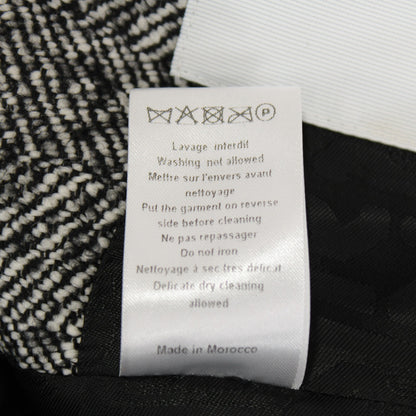 P
Lavage interdit
Washing not allowed
Mettre sur l'envers avant
nettoyage
Put the garment on reverse
side before cleaning
Ne pas repasser
Do not iron
Nettoyage à sec tres délicat
Delicate dry cleaning
allowed
Made in Morocco